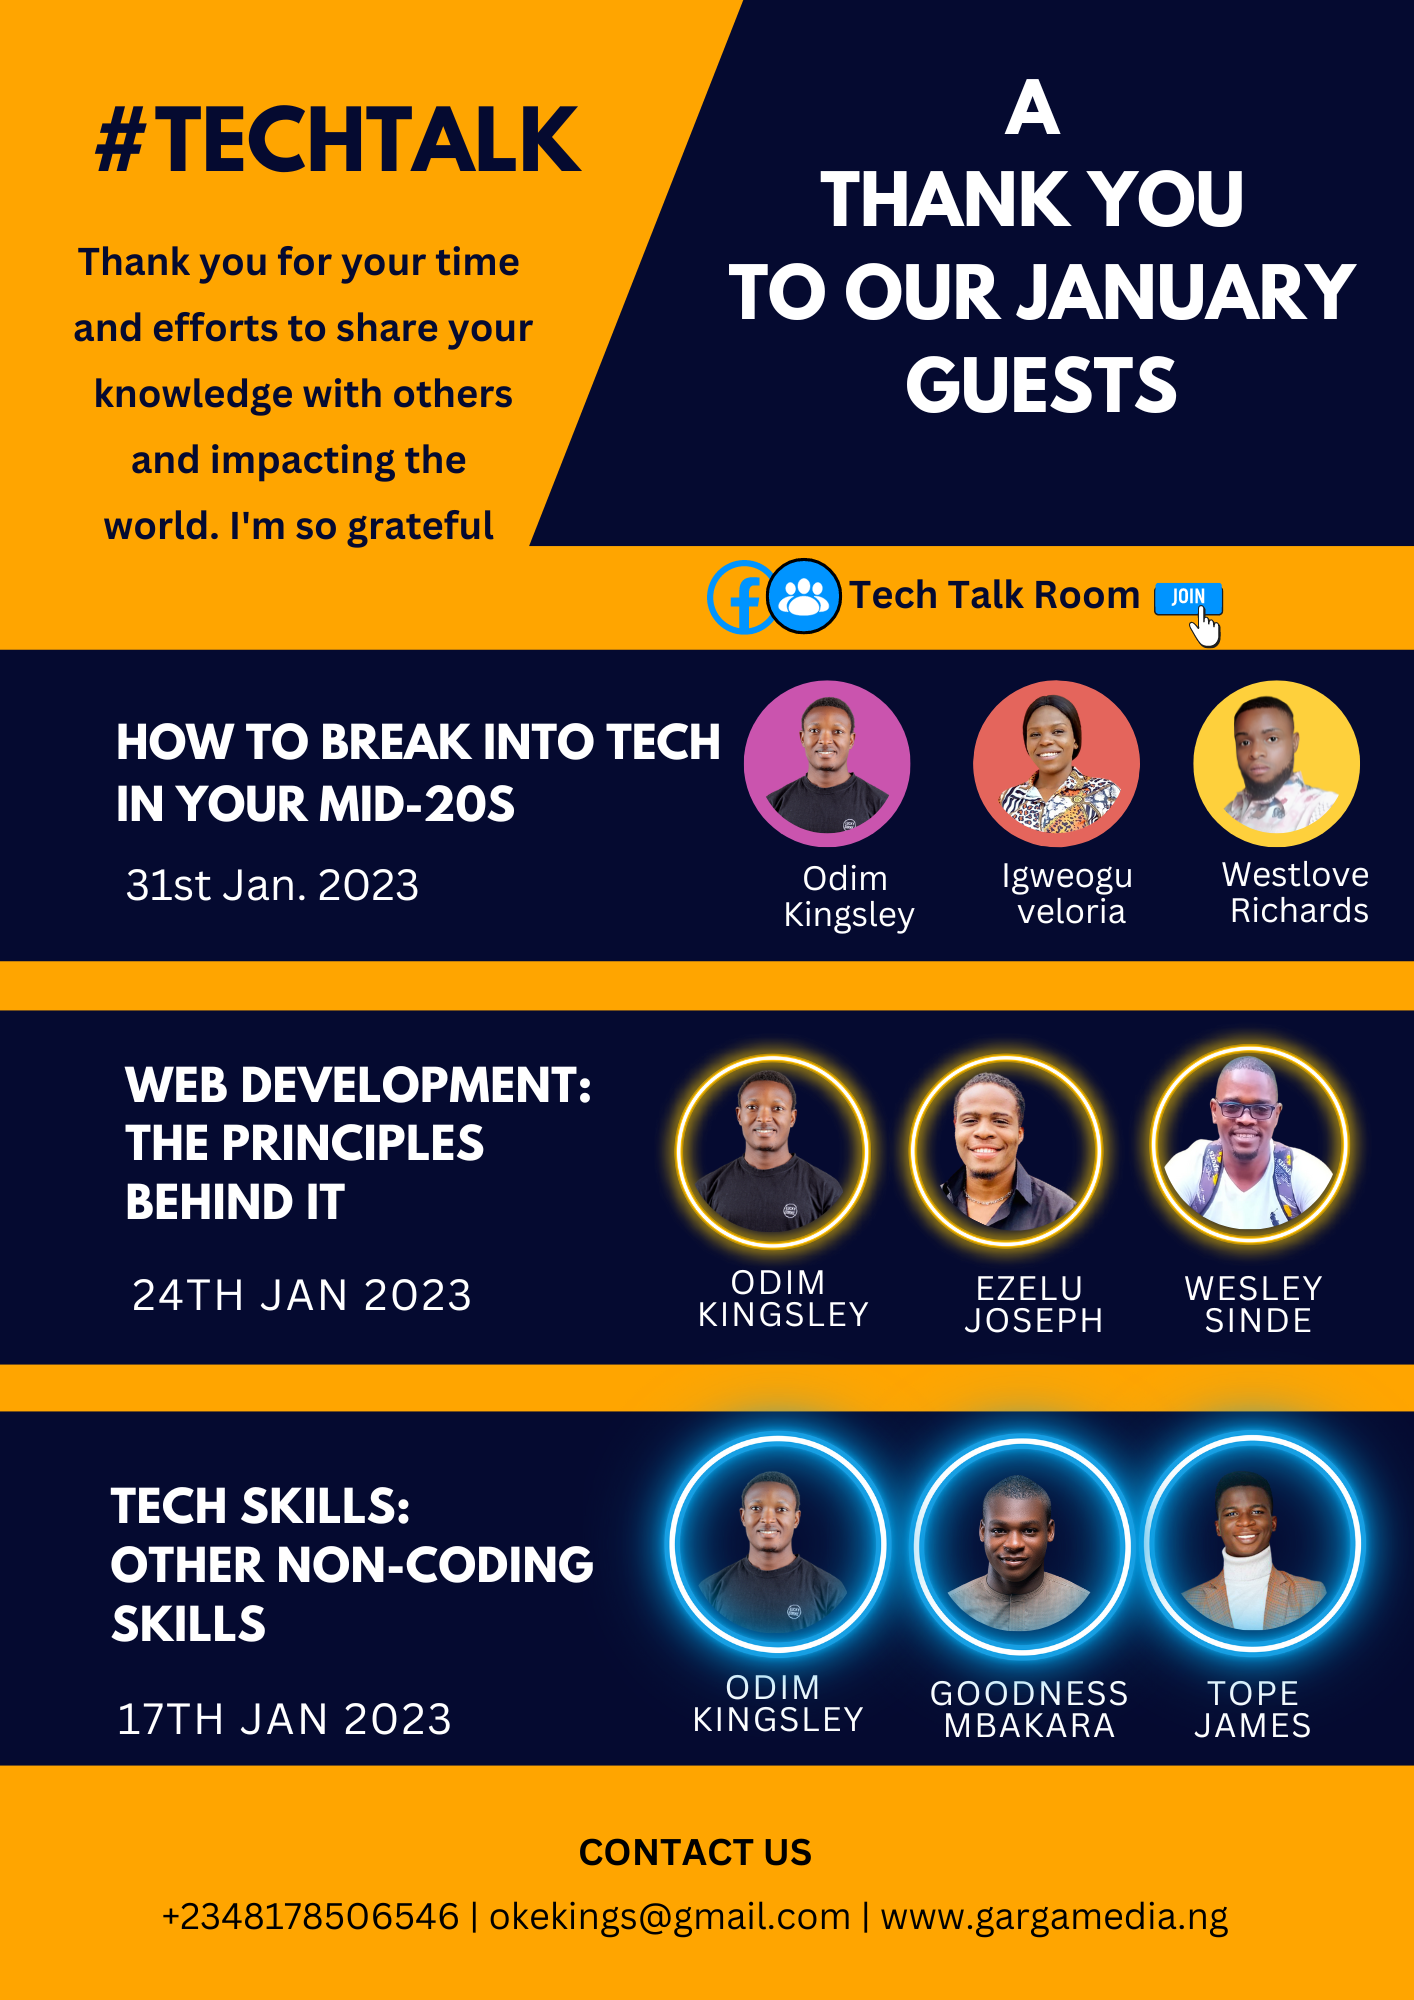 #TECHTALK
Thank you for your time
and efforts to share your
knowledge with others
and impacting the
world. I'm so grateful
A
THANK YOU
TO OUR JANUARY
GUESTS
Tech Talk Room
JOIN
HOW TO BREAK INTO TECH
IN YOUR MID-20S
31st Jan. 2023
Odim
Kingsley
Igweogu
veloria
Westlove
Richards
WEB DEVELOPMENT:
THE PRINCIPLES
BEHIND IT
24TH JAN 2023
ODIM
KINGSLEY
EZELU
JOSEPH
WESLEY
SINDE
TECH SKILLS:
OTHER NON-CODING
SKILLS
17TH JAN 2023
ODIM
KINGSLEY
GOODNESS
MBAKARA
TOPE
JAMES
CONTACT US
+2348178506546 | okekings@gmail.com | www.gargamedia.ng